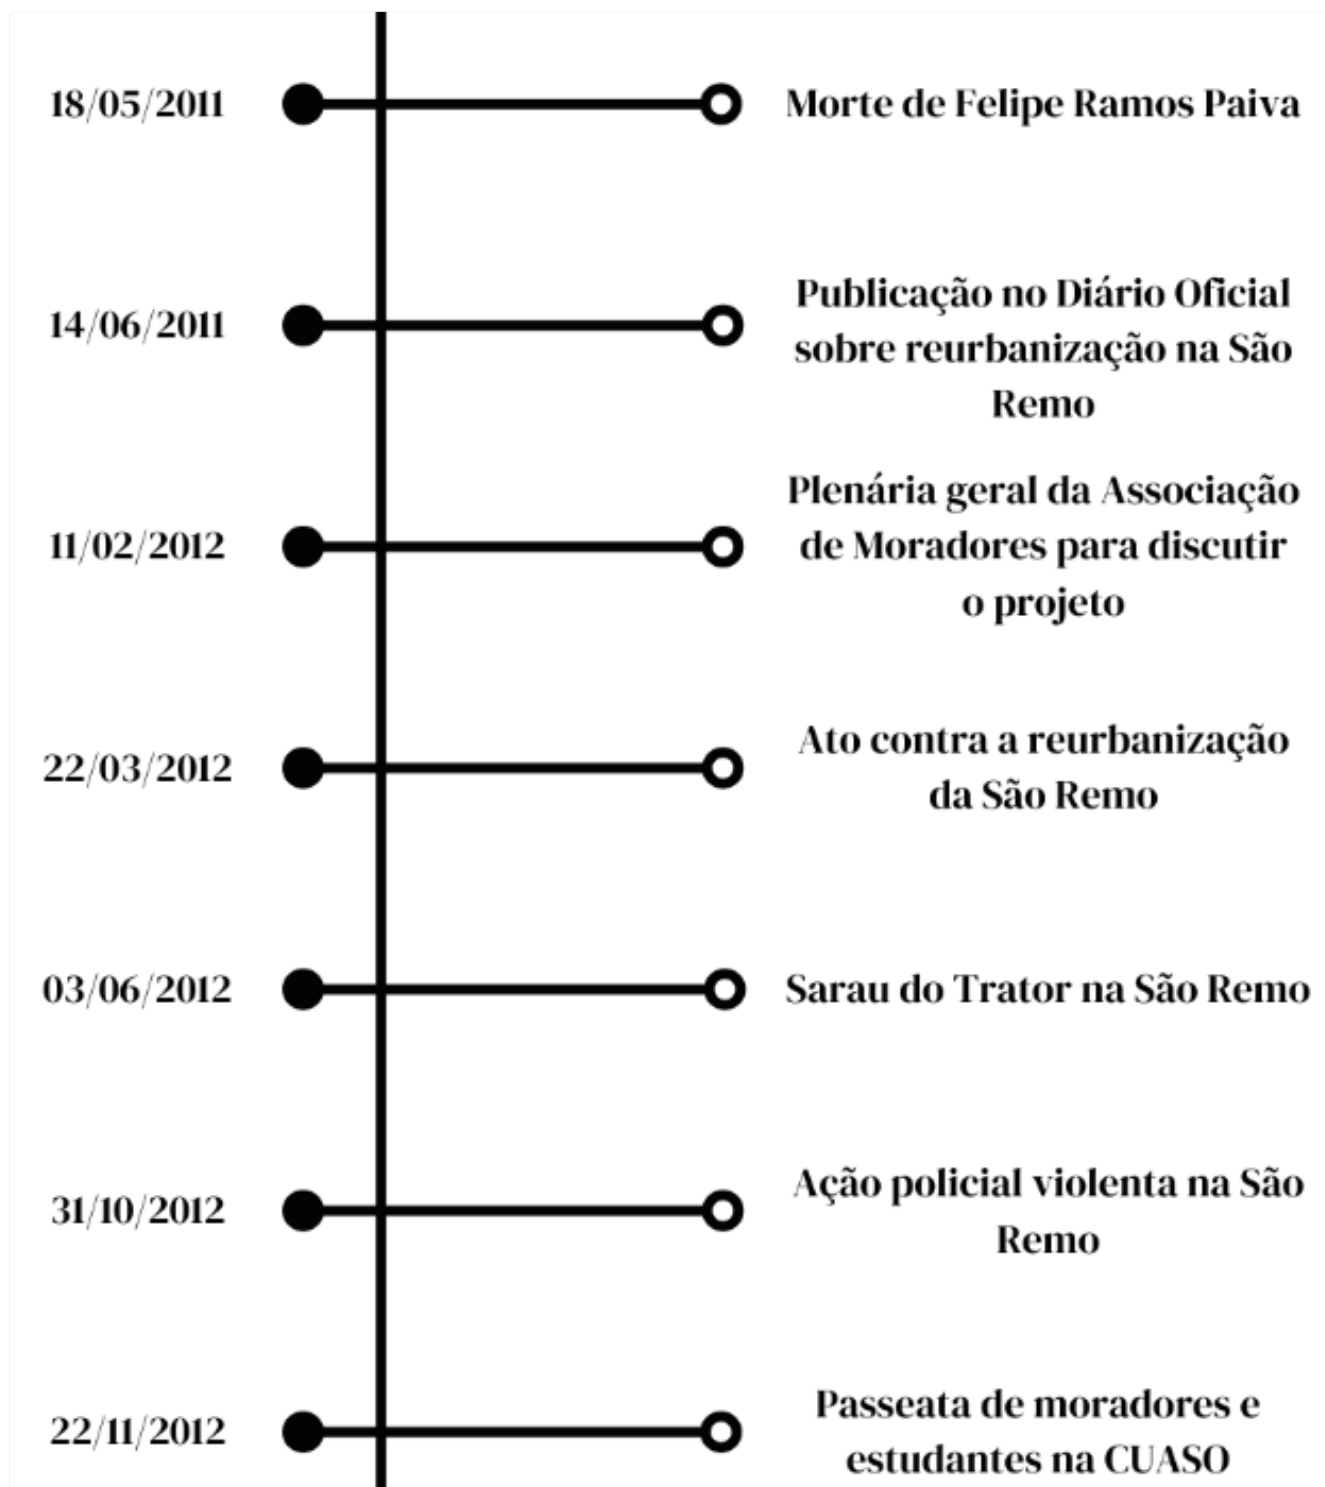 18/05/2011
Morte de Felipe Ramos Paiva
14/06/2011
Publicação no Diário Oficial
sobre reurbanização na São
Remo
11/02/2012
Plenária geral da Associação
de Moradores para discutir
o projeto
22/03/2012
Ato contra a reurbanização
da São Remo
03/06/2012
Sarau do Trator na São Remo
31/10/2012
Ação policial violenta na São
Remo
22/11/2012
Passeata de moradores e
estudantes na CUASO